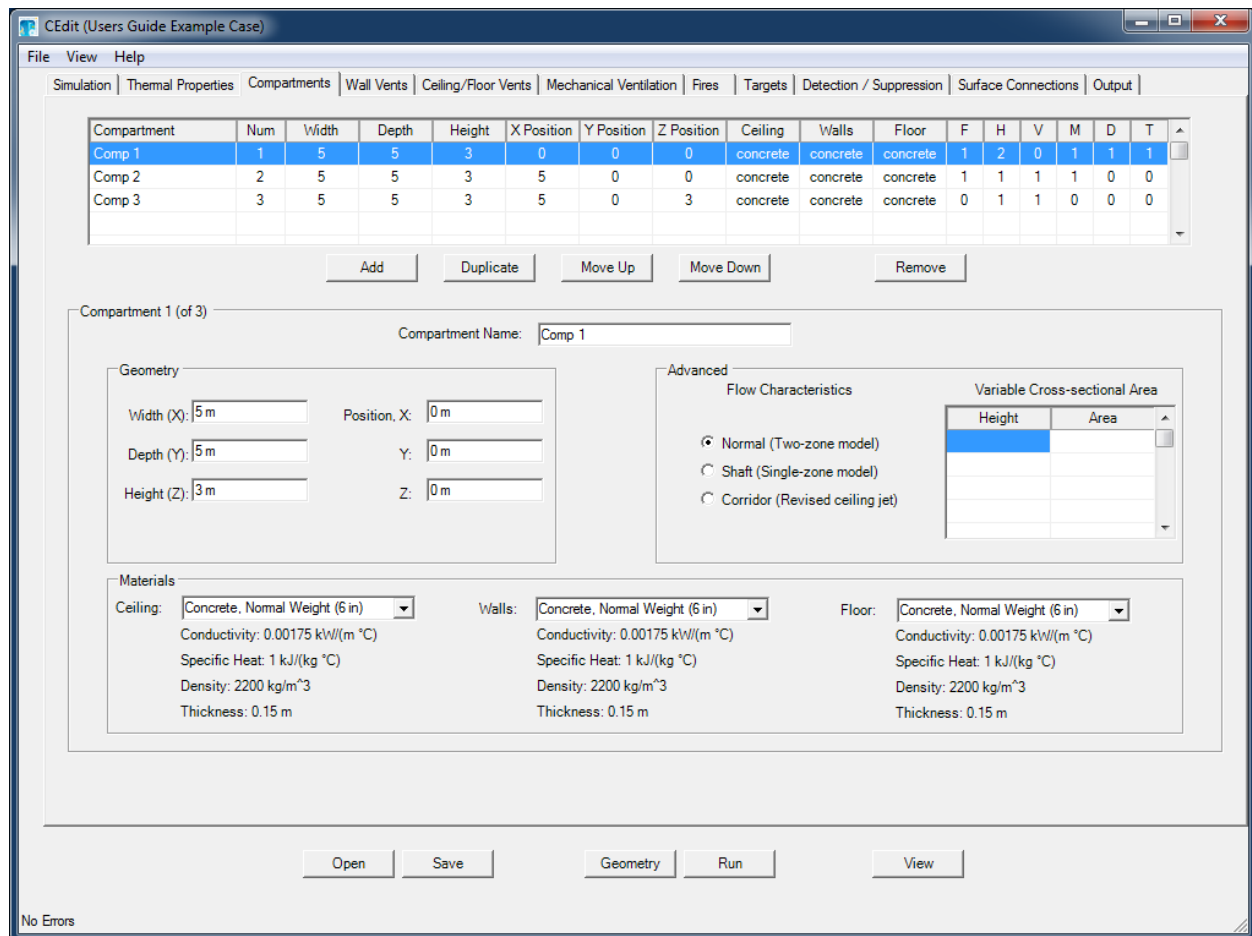 CEdit (Users Guide Example Case)
File View Help
Simulation Thermal Properties Compartments Wall Vents Ceiling/Floor Vents Mechanical Ventilation Fires Targets Detection / Suppression Surface Connections Output
Compartment Num Width Depth Height X Position Y Position Z Position Ceiling Walls Floor F H V M D T
Comp 1 1 5 5 3 0 0 0 concrete concrete concrete 1 2 0 1 1 1
Comp 2 2 5 5 3 5 0 0 concrete concrete concrete 1 1 1 1 0 0
Comp 3 3 5 5 3 5 0 3 concrete concrete concrete 0 1 1 0 0 0
Add Duplicate Move Up Move Down Remove
Compartment 1 (of 3)
Compartment Name: Comp 1
Geometry
Width (X): 5 m Position, X: 0 m
Depth (Y): 5 m Y: 0 m
Height (Z): 3 m Z: 0 m
Advanced
Flow Characteristics Variable Cross-sectional Area
Height Area
Normal (Two-zone model)
Shaft (Single-zone model)
Corridor (Revised ceiling jet)
Materials
Ceiling: Concrete, Normal Weight (6 in) Walls: Concrete, Normal Weight (6 in) Floor: Concrete, Normal Weight (6 in)
Conductivity: 0.00175 kW/(m °C) Conductivity: 0.00175 kW/(m °C) Conductivity: 0.00175 kW/(m °C)
Specific Heat: 1 kJ/(kg °C) Specific Heat: 1 kJ/(kg °C) Specific Heat: 1 kJ/(kg °C)
Density: 2200 kg/m^3 Density: 2200 kg/m^3 Density: 2200 kg/m^3
Thickness: 0.15 m Thickness: 0.15 m Thickness: 0.15 m
Open Save Geometry Run View
No Errors